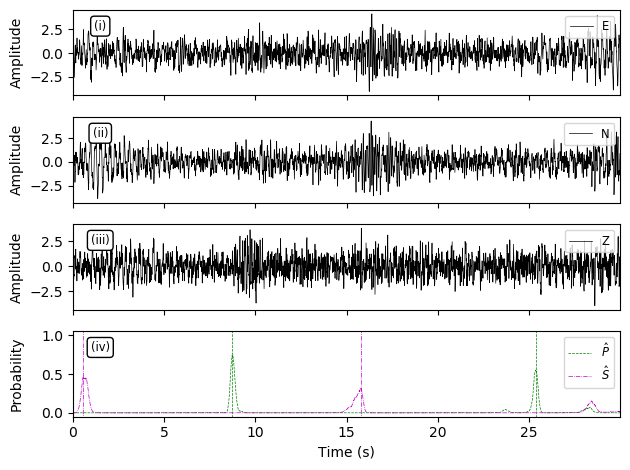 (i)
E
Amplitude
2.5
0.0
−2.5
(ii)
N
Amplitude
2.5
0.0
−2.5
(iii)
Z
Amplitude
2.5
0.0
−2.5
(iv)
P̂
Ŝ
Probability
1.0
0.5
0.0
0 5 10 15 20 25
Time (s)